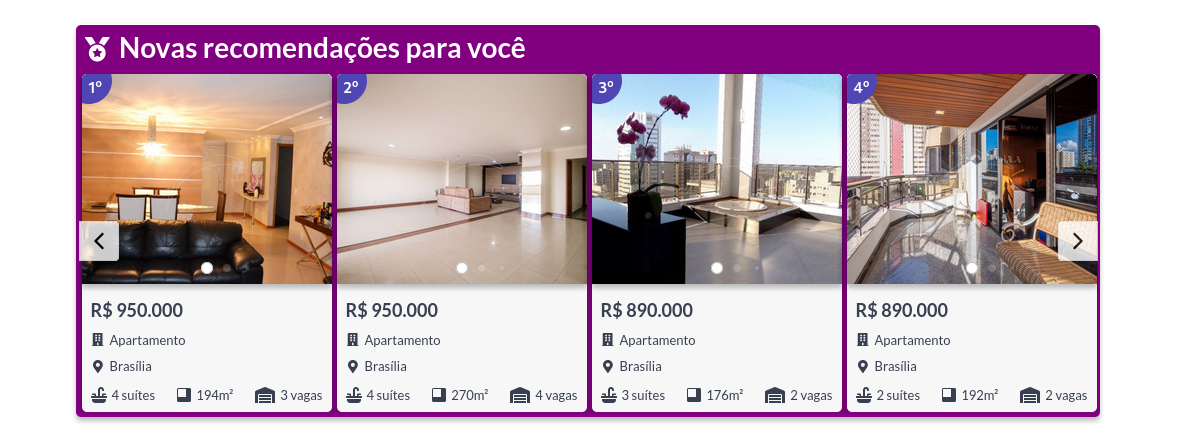 Novas recomendações para você
1º
2º
3º
4º
R$ 950.000
Apartamento
Brasília
4 suítes 194m² 3 vagas
R$ 950.000
Apartamento
Brasília
4 suítes 270m² 4 vagas
R$ 890.000
Apartamento
Brasília
3 suítes 176m² 2 vagas
R$ 890.000
Apartamento
Brasília
2 suítes 192m² 2 vagas